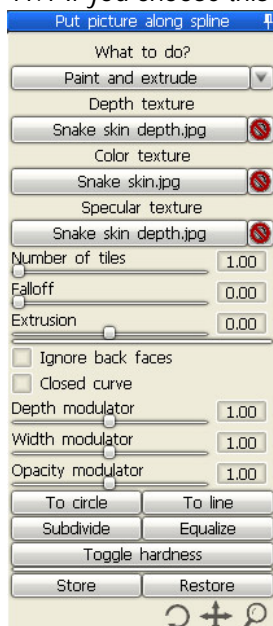 Put picture along spline
What to do?
Paint and extrude
Depth texture
Snake skin depth.jpg
Color texture
Snake skin.jpg
Specular texture
Snake skin depth.jpg
Number of tiles 1.00
Falloff 0.00
Extrusion 0.00
Ignore back faces
Closed curve
Depth modulator 1.00
Width modulator 1.00
Opacity modulator 1.00
To circle To line
Subdivide Equalize
Toggle hardness
Store Restore